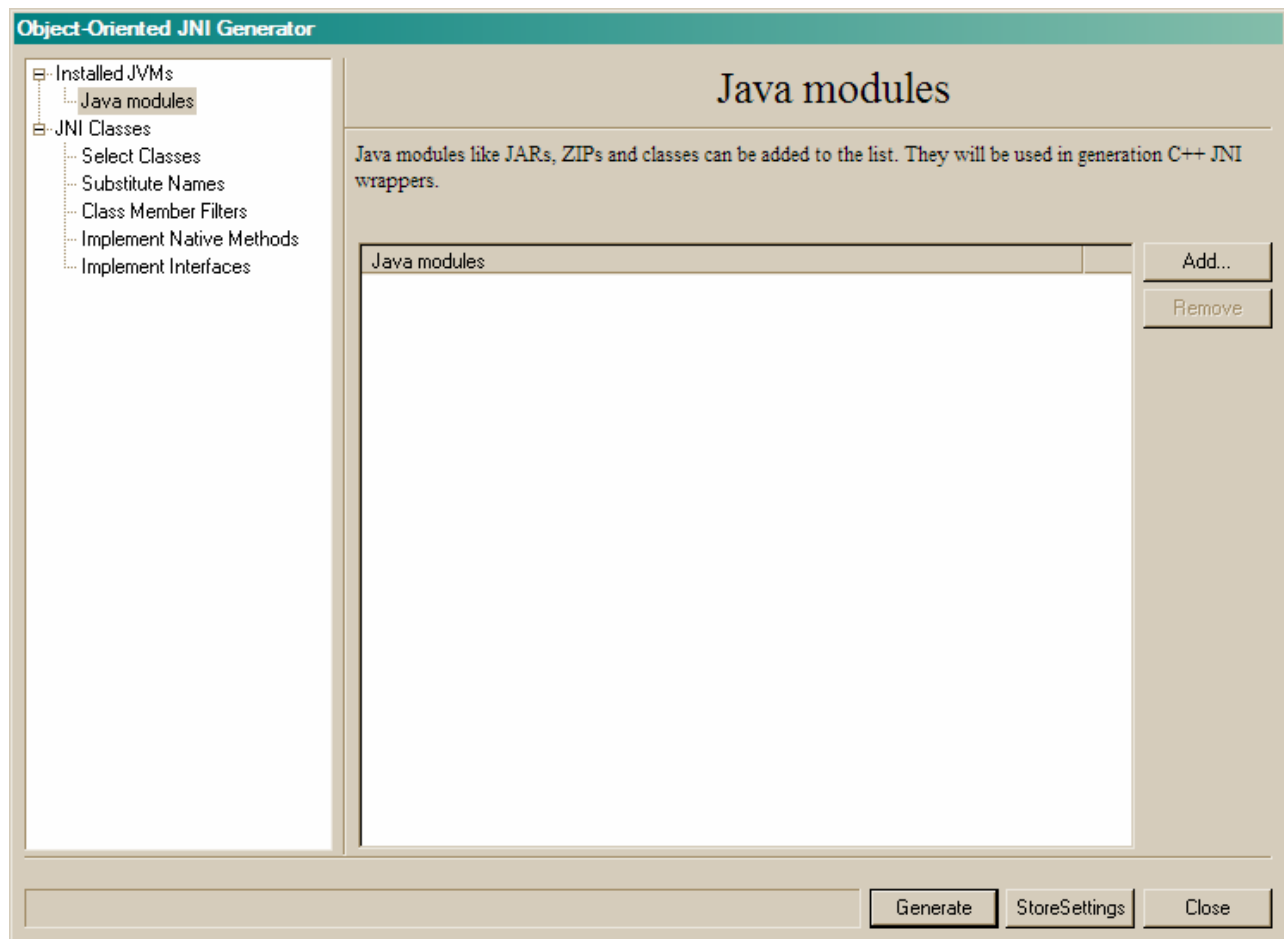 Object-Oriented JNI Generator
Installed JVMs
Java modules
JNI Classes
Select Classes
Substitute Names
Class Member Filters
Implement Native Methods
Implement Interfaces
Java modules
Java modules like JARs, ZIPs and classes can be added to the list. They will be used in generation C++ JNI
wrappers.
Java modules
Add...
Remove
Generate
StoreSettings
Close